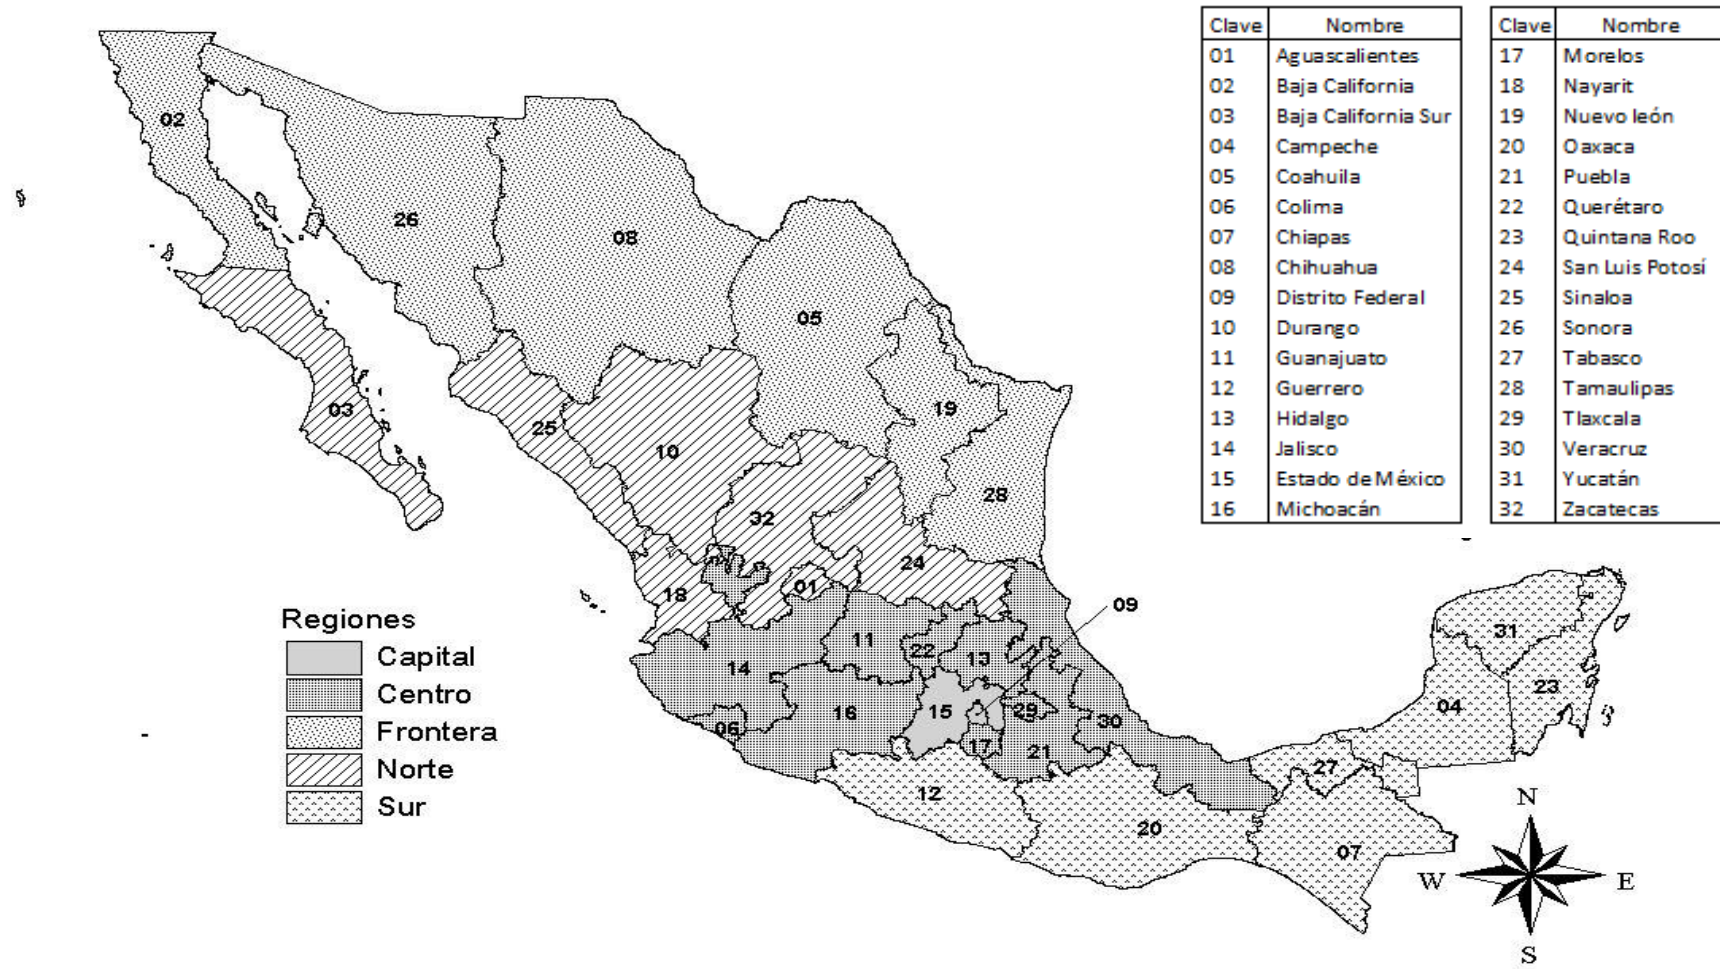 Clave Nombre
01 Aguascalientes
02 Baja California
03 Baja California Sur
04 Campeche
05 Coahuila
06 Colima
07 Chiapas
08 Chihuahua
09 Distrito Federal
10 Durango
11 Guanajuato
12 Guerrero
13 Hidalgo
14 Jalisco
15 Estado de México
16 Michoacán
Clave Nombre
17 Morelos
18 Nayarit
19 Nuevo león
20 Oaxaca
21 Puebla
22 Querétaro
23 Quintana Roo
24 San Luis Potosí
25 Sinaloa
26 Sonora
27 Tabasco
28 Tamaulipas
29 Tlaxcala
30 Veracruz
31 Yucatán
32 Zacatecas
02
26
08
05
03
19
25
10
28
32
24
01
18
09
31
11
22
13
14
23
04
15
29
16
30
06
17
21
27
12
20
07
Regiones
Capital
Centro
Frontera
Norte
Sur
N
W E
S